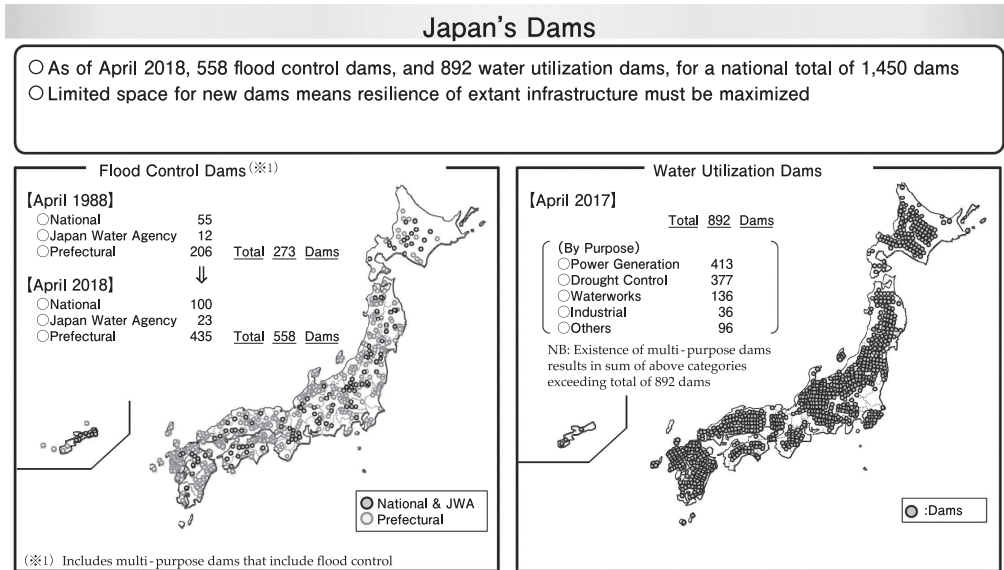 Japan's Dams
○ As of April 2018, 558 flood control dams, and 892 water utilization dams, for a national total of 1,450 dams
○ Limited space for new dams means resilience of extant infrastructure must be maximized
Flood Control Dams (※1)
【April 1988】
○National 55
○Japan Water Agency 12
○Prefectural 206 Total 273 Dams
⇓
【April 2018】
○National 100
○Japan Water Agency 23
○Prefectural 435 Total 558 Dams
National & JWA
Prefectural
(※1) Includes multi-purpose dams that include flood control
Water Utilization Dams
【April 2017】
Total 892 Dams
(By Purpose)
○Power Generation 413
○Drought Control 377
○Waterworks 136
○Industrial 36
○Others 96
NB: Existence of multi-purpose dams
results in sum of above categories
exceeding total of 892 dams
:Dams